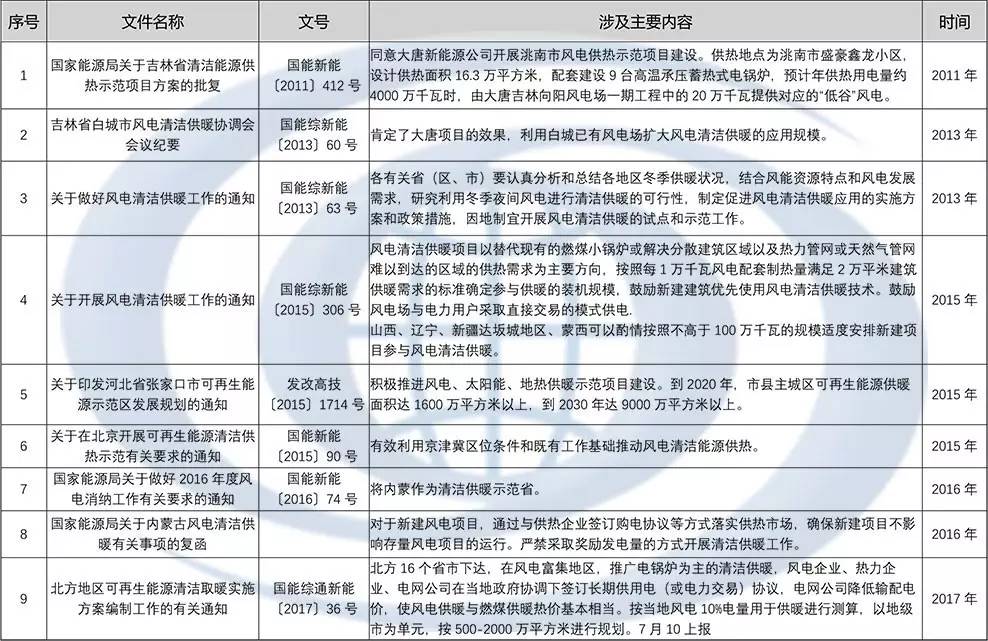 序号 文件名称 文号 涉及主要内容 时间
1
国家能源局关于吉林省清洁能源供
热示范项目方案的批复
国能新能
〔2011〕412 号
同意大唐新能源公司开展洮南市风电供热示范项目建设。供热地点为洮南市盛豪鑫龙小区，
设计供热面积 16.3 万平方米，配套建设 9 台高温承压蓄热式电锅炉，预计年供热用电量约
4000 万千瓦时，由大唐吉林向阳风电场一期工程中的 20 万千瓦提供对应的“低谷”风电。
2011 年
2
吉林省白城市风电清洁供暖协调会
会议纪要
国能综新能
〔2013〕60 号
肯定了大唐项目的效果，利用白城已有风电场扩大风电清洁供暖的应用规模。
2013 年
3
关于做好风电清洁供暖工作的通知
国能综新能
〔2013〕63 号
各有关省（区、市）要认真分析和总结各地区冬季供暖状况，结合风能资源特点和风电发展
需求，研究利用冬季夜间风电进行清洁供暖的可行性，制定促进风电清洁供暖应用的实施方
案和政策措施，因地制宜开展风电清洁供暖的试点和示范工作。
2013 年
4
关于开展风电清洁供暖工作的通知
国能综新能
〔2015〕306 号
风电清洁供暖项目以替代现有的燃煤小锅炉或解决分散建筑区域以及热力管网或天然气管网
难以到达的区域的供热需求为主要方向，按照每 1 万千瓦风电配套制热量满足 2 万平米建筑
供暖需求的标准确定参与供暖的装机规模，鼓励新建建筑优先使用风电清洁供暖技术。鼓励
风电场与电力用户采取直接交易的模式供电.
山西、辽宁、新疆达坂城地区、蒙西可以酌情按照不高于 100 万千瓦的规模适度安排新建项
目参与风电清洁供暖。
2015 年
5
关于印发河北省张家口市可再生能
源示范区发展规划的通知
发改高技
〔2015〕1714 号
积极推进风电、太阳能、地热供暖示范项目建设。到 2020 年，市县主城区可再生能源供暖
面积达 1600 万平方米以上，到 2030 年达 9000 万平方米以上。
2015 年
6
关于在北京开展可再生能源清洁供
热示范有关要求的通知
国能新能
〔2015〕90 号
有效利用京津冀区位条件和既有工作基础推动风电清洁能源供热。
2015 年
7
国家能源局关于做好 2016 年度风
电消纳工作有关要求的通知
国能新能
〔2016〕74 号
将内蒙作为清洁供暖示范省。
2016 年
8
国家能源局关于内蒙古风电清洁供
暖有关事项的复函
对于新建风电项目，通过与供热企业签订购电协议等方式落实供热市场，确保新建项目不影
响存量风电项目的运行。严禁采取奖励发电量的方式开展清洁供暖工作。
2016 年
9
北方地区可再生能源清洁取暖实施
方案编制工作的有关通知
国能综通新能
〔2017〕36 号
北方 16 个省市下达，在风电富集地区，推广电锅炉为主的清洁供暖，风电企业、热力企
业、电网公司在当地政府协调下签订长期供用电（或电力交易）协议，电网公司降低输配电
价，使风电供暖与燃煤供暖热价基本相当。按当地风电 10%电量用于供暖进行测算，以地级
市为单元，按 500-2000 万平方米进行规划。7 月 10 上报
2017 年